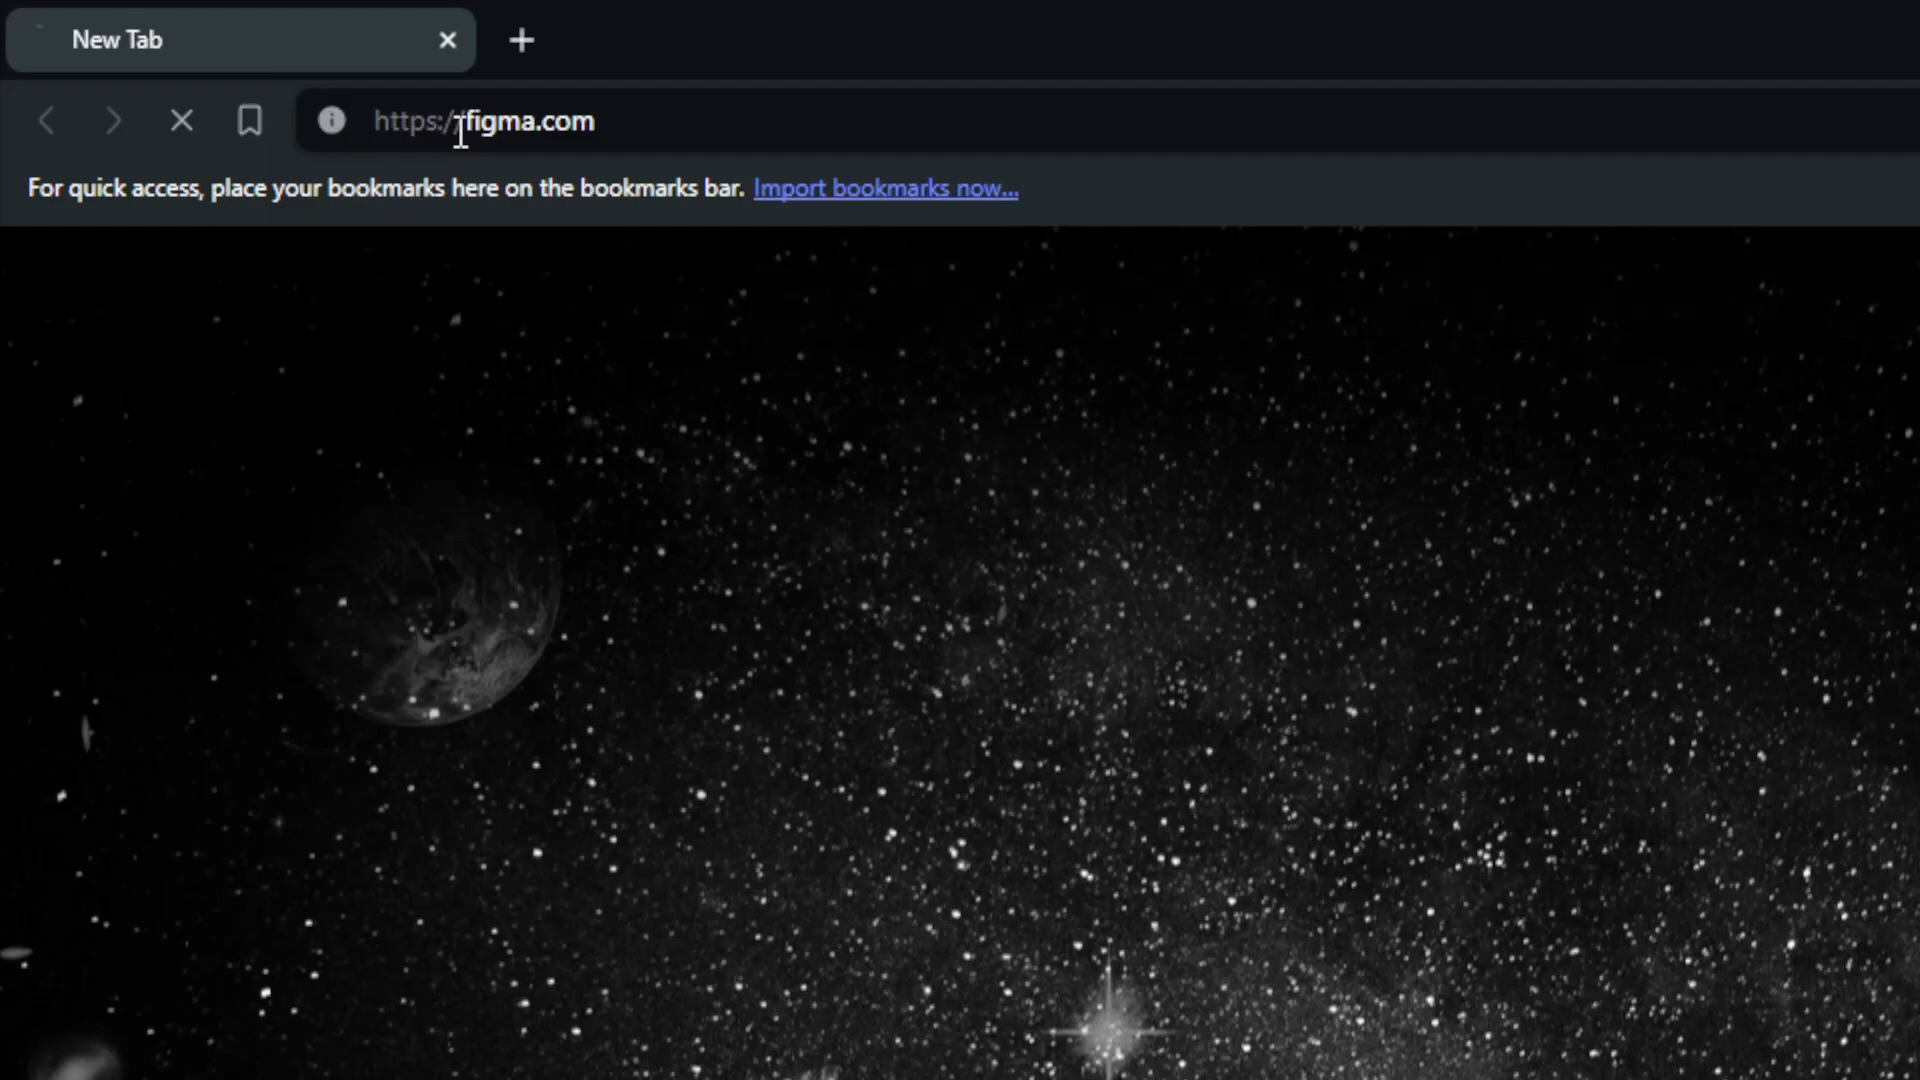 New Tab
https://figma.com
For quick access, place your bookmarks here on the bookmarks bar. Import bookmarks now...